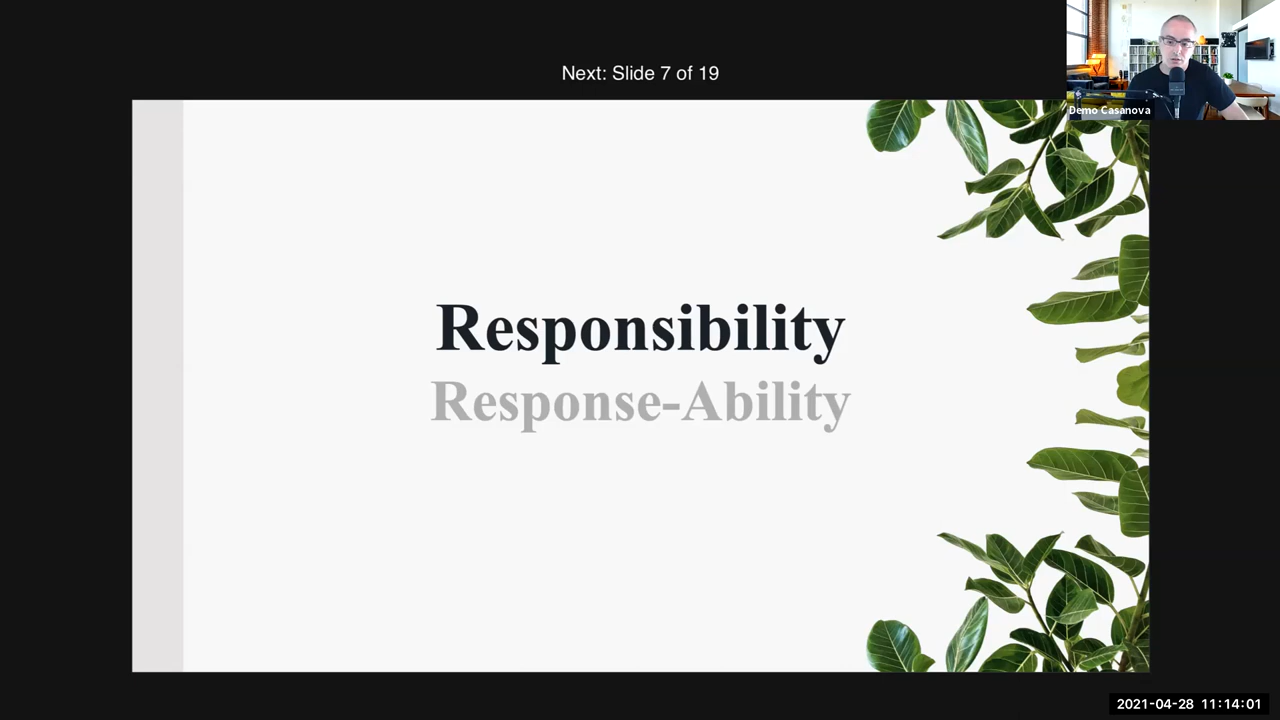 Next: Slide 7 of 19
Demo Casanova
Responsibility
Response-Ability
2021-04-28 11:14:01